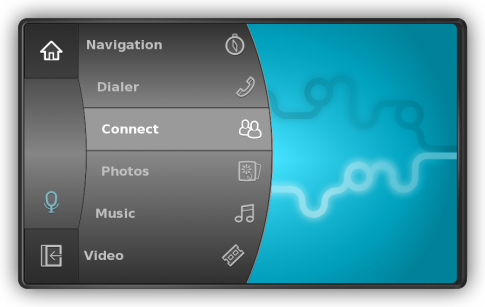 Navigation
Dialer
Connect
Photos
Music
Video